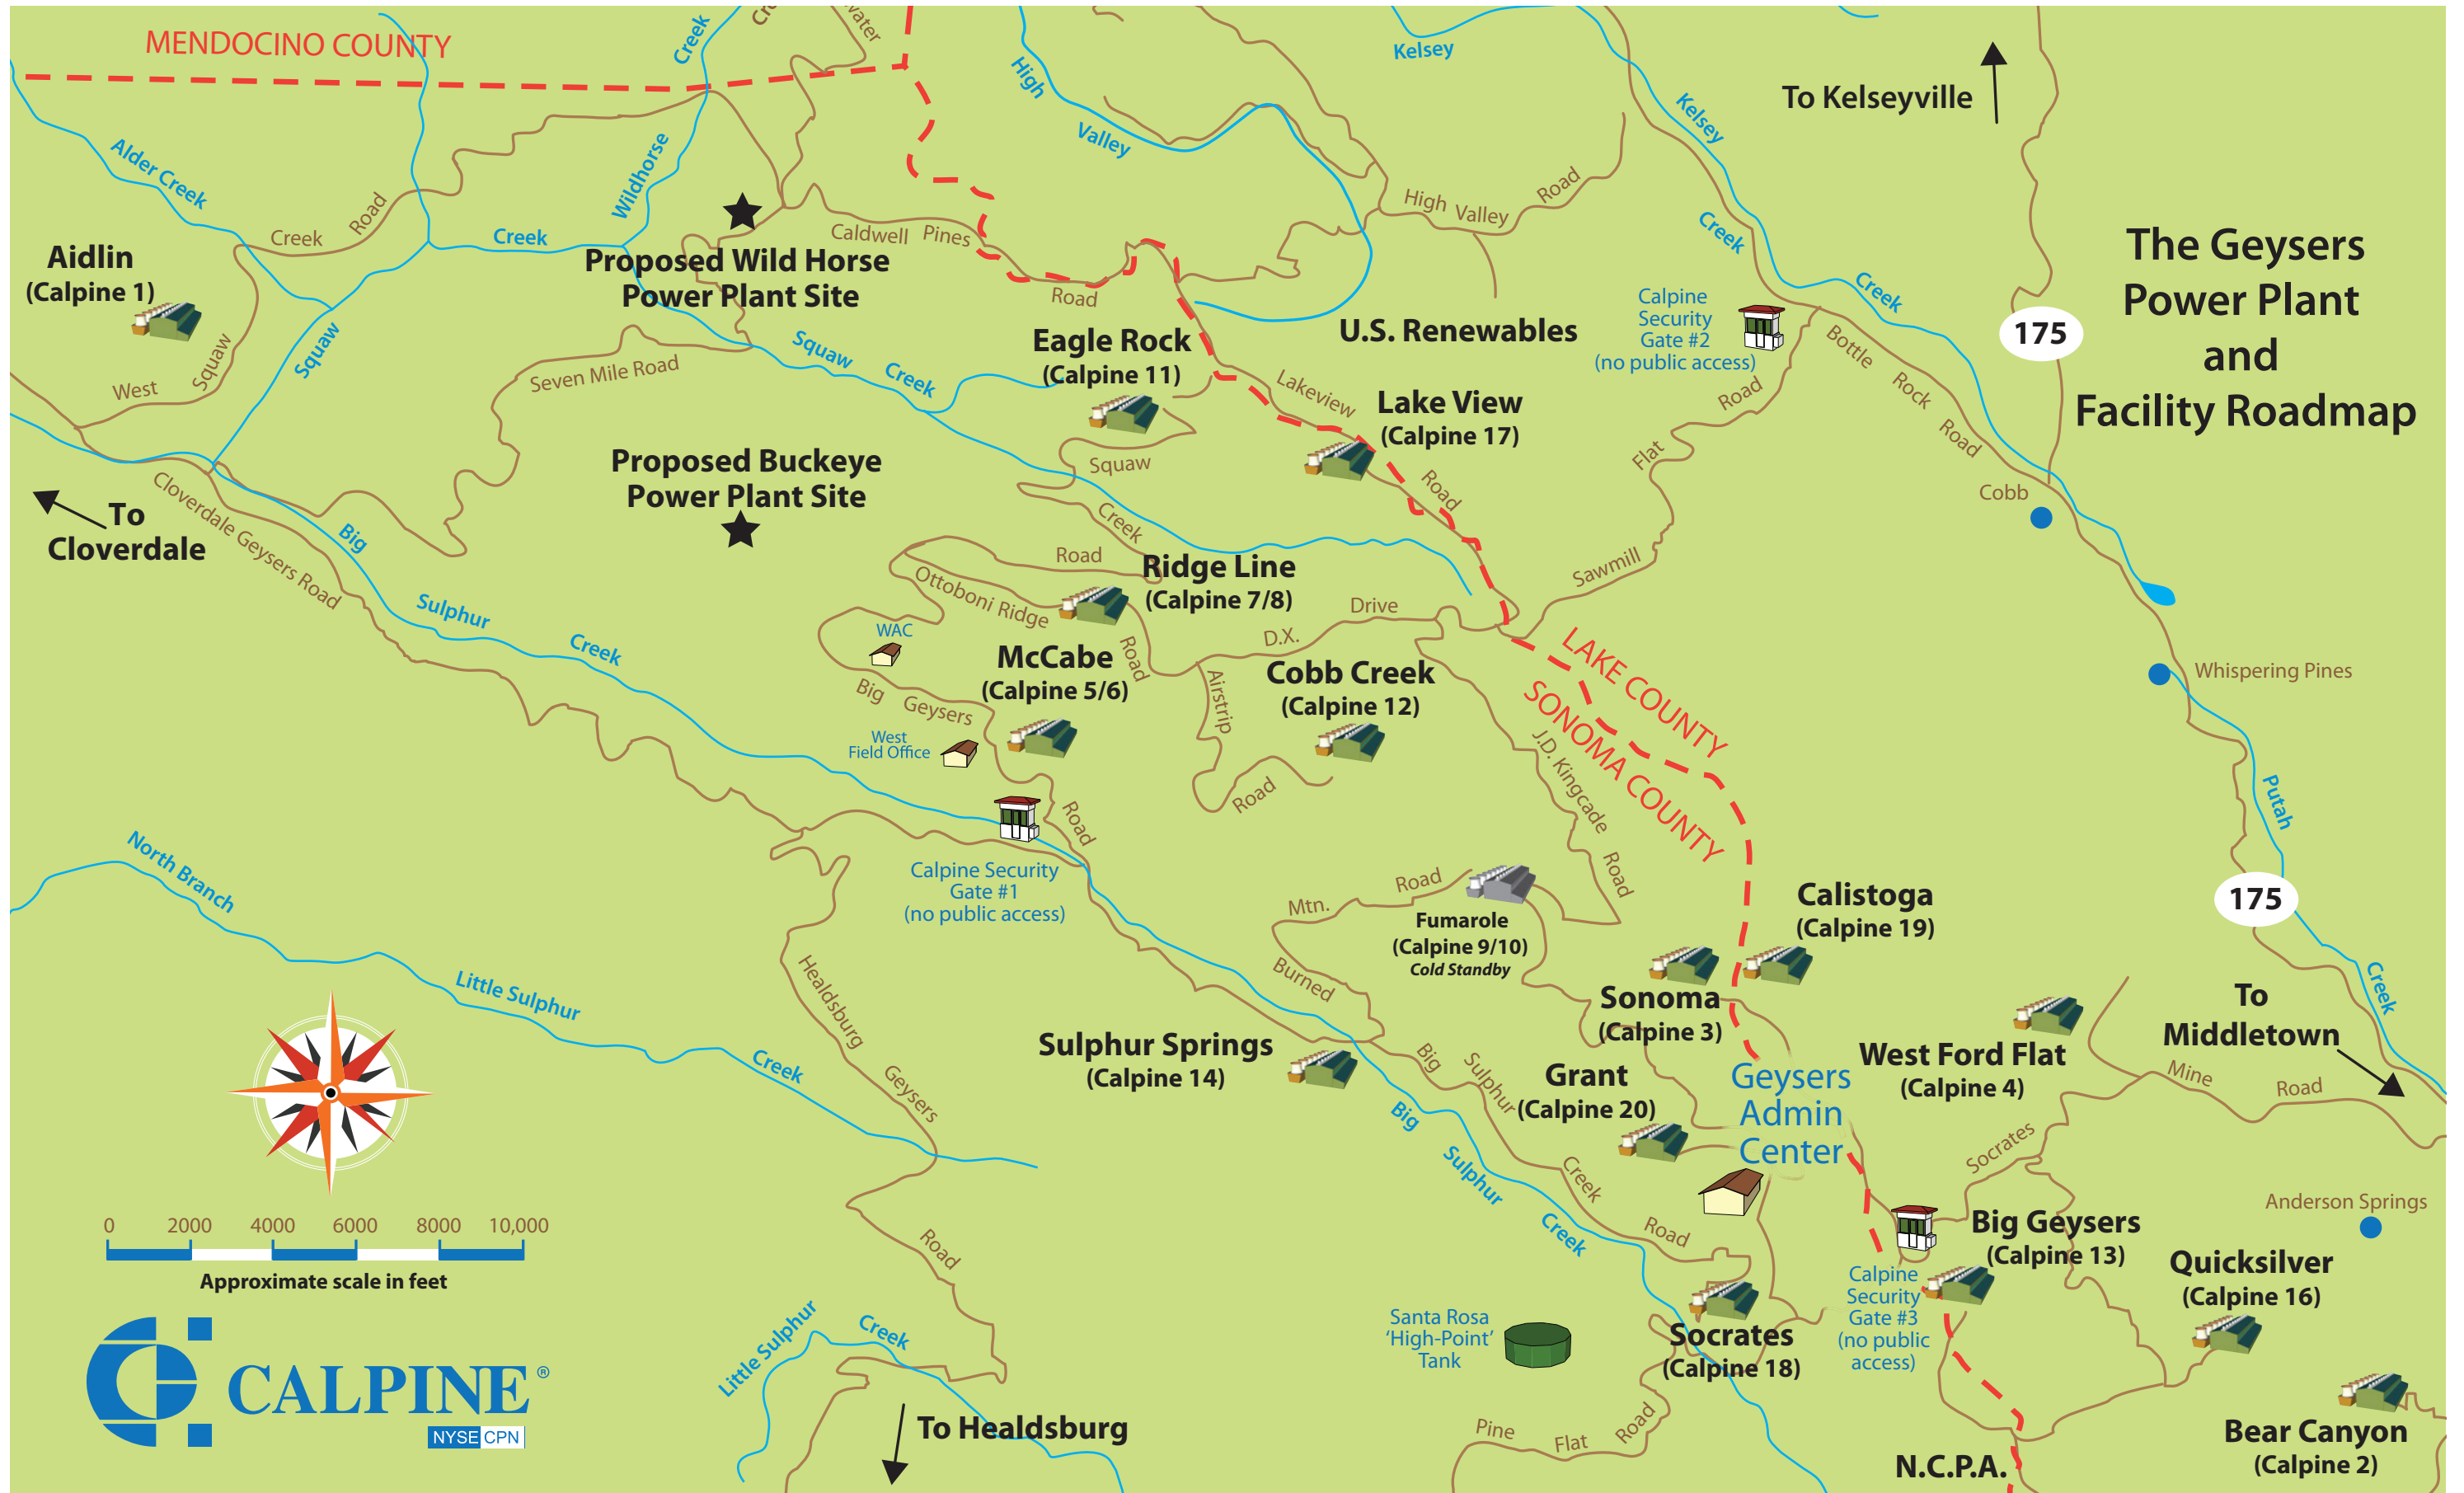 MENDOCINO COUNTY
Creek
water
High
Valley
Kelsey
Kelsey
Creek
Creek
To Kelseyville
The Geysers
Power Plant
and
Facility Roadmap
175
Alder Creek
Creek
Road
Creek
Wildhorse
Caldwell Pines
Road
High Valley
Road
Aidlin
(Calpine 1)
Proposed Wild Horse
Power Plant Site
West
Squaw
Squaw
Seven Mile Road
Squaw
Creek
Eagle Rock
(Calpine 11)
U.S. Renewables
Calpine
Security
Gate #2
(no public access)
Bottle
Rock
Road
Lakeview
Road
Lake View
(Calpine 17)
Road
Flat
Sawmill
Cobb
To
Cloverdale
Cloverdale Geysers Road
Proposed Buckeye
Power Plant Site
Squaw
Creek
Road
Big
Sulphur
Creek
Ottoboni Ridge
Road
Ridge Line
(Calpine 7/8)
Drive
D.X.
WAC
McCabe
(Calpine 5/6)
Big
Geysers
Road
West
Field Office
Airstrip
Road
Cobb Creek
(Calpine 12)
LAKE COUNTY
SONOMA COUNTY
J.D. Kingcade
Road
Whispering Pines
Putah
Creek
175
Calpine Security
Gate #1
(no public access)
North Branch
Little Sulphur
Creek
Mtn.
Road
Burned
Fumarole
(Calpine 9/10)
Cold Standby
Calistoga
(Calpine 19)
Sonoma
(Calpine 3)
To
Middletown
Healdsburg
Geysers
Road
Sulphur Springs
(Calpine 14)
Big
Sulphur
Creek
Road
Big
Sulphur
Creek
Grant
(Calpine 20)
Geysers
Admin
Center
West Ford Flat
(Calpine 4)
Mine
Road
Socrates
Anderson Springs
Big Geysers
(Calpine 13)
Calpine
Security
Gate #3
(no public
access)
Quicksilver
(Calpine 16)
0 2000 4000 6000 8000 10,000
Approximate scale in feet
CALPINE®
NYSE CPN
Little Sulphur
Creek
To Healdsburg
Santa Rosa
'High-Point'
Tank
Socrates
(Calpine 18)
Pine
Flat
Road
N.C.P.A.
Bear Canyon
(Calpine 2)